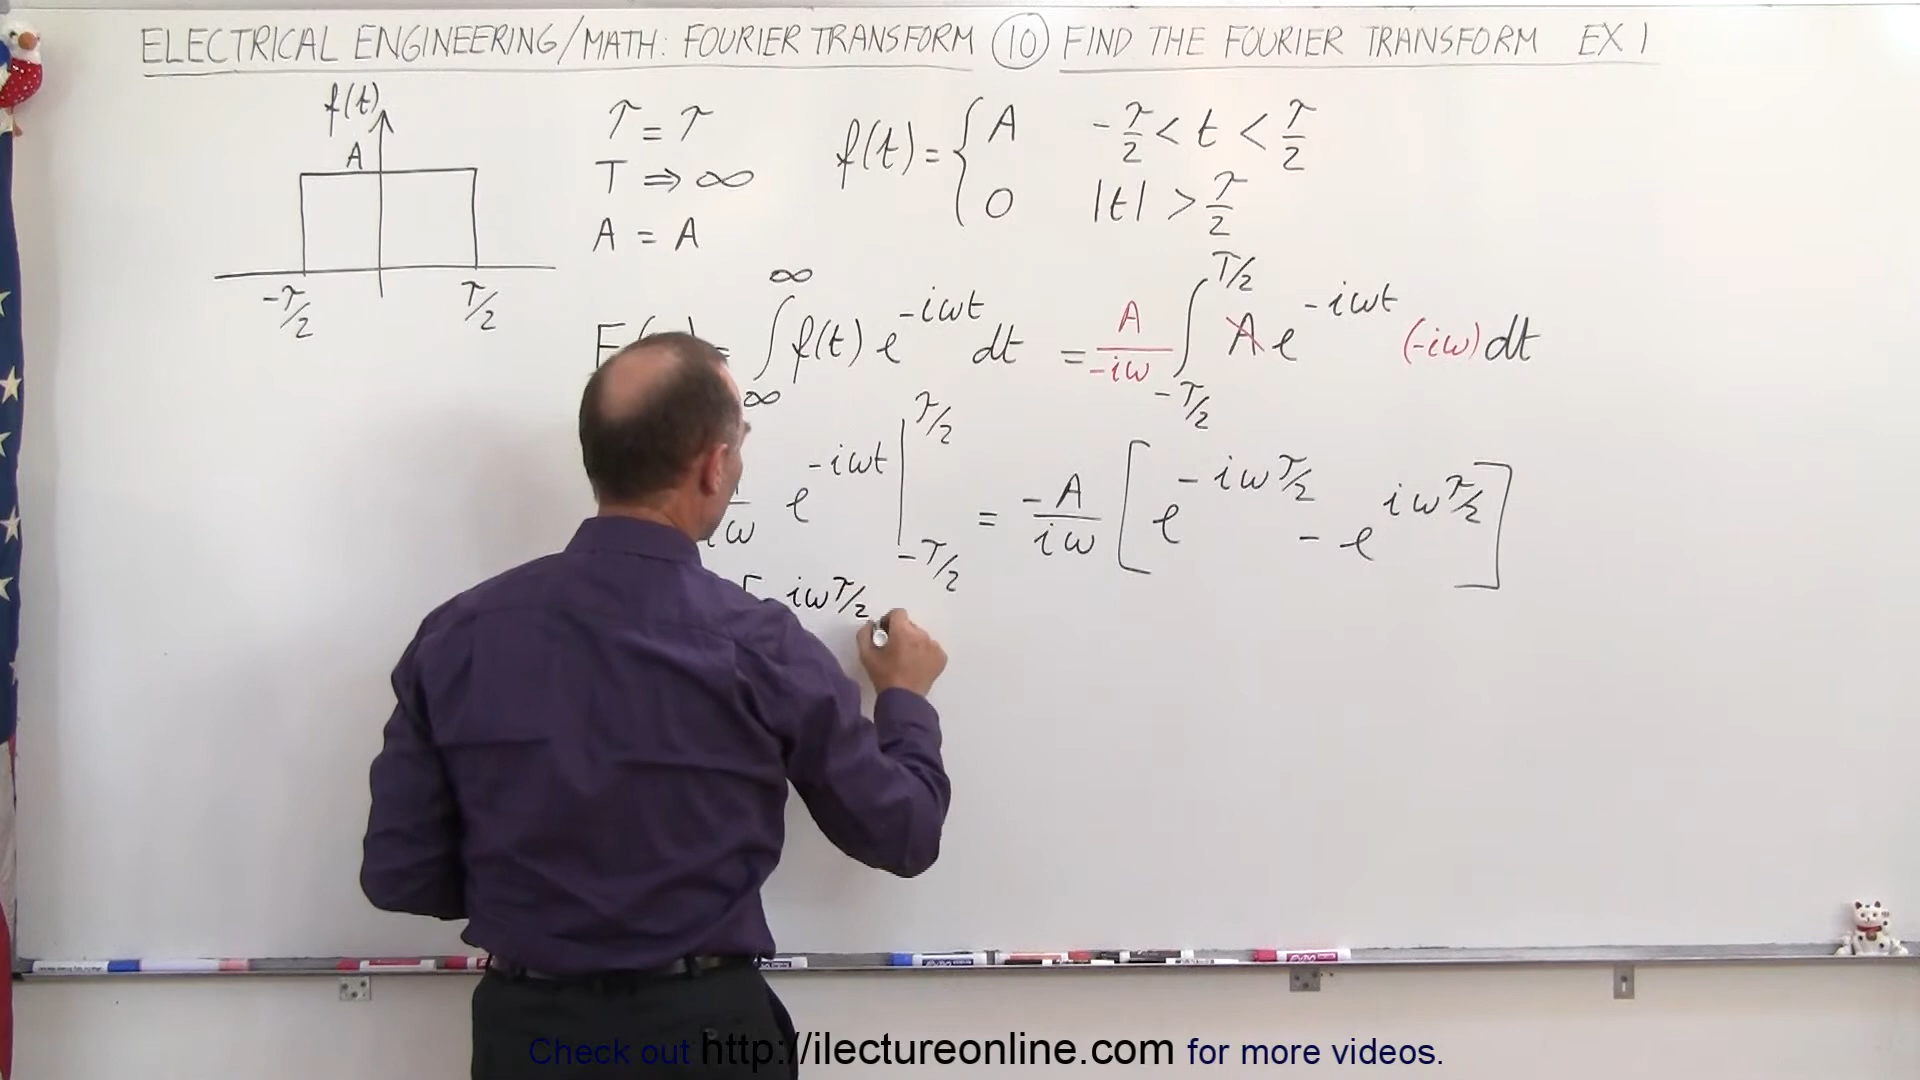 ELECTRICAL ENGINEERING/MATH: FOURIER TRANSFORM ⑩ FIND THE FOURIER TRANSFORM EX 1
f(t)
A
-τ/2 τ/2
τ = τ
T ⇒ ∞
A = A
f(t) = { A -τ/2 < t < τ/2
0 |t| > τ/2
F( ) = ∫ ∞ ∞ f(t) e^-iωt dt = A/-iω ∫ -τ/2 τ/2 A e^-iωt (-iω) dt
ω e^-iωt | -τ/2 τ/2 = -A/iω [ e^-iωτ/2 - e^iωτ/2 ]
iωτ/2
Check out http://ilectureonline.com for more videos.